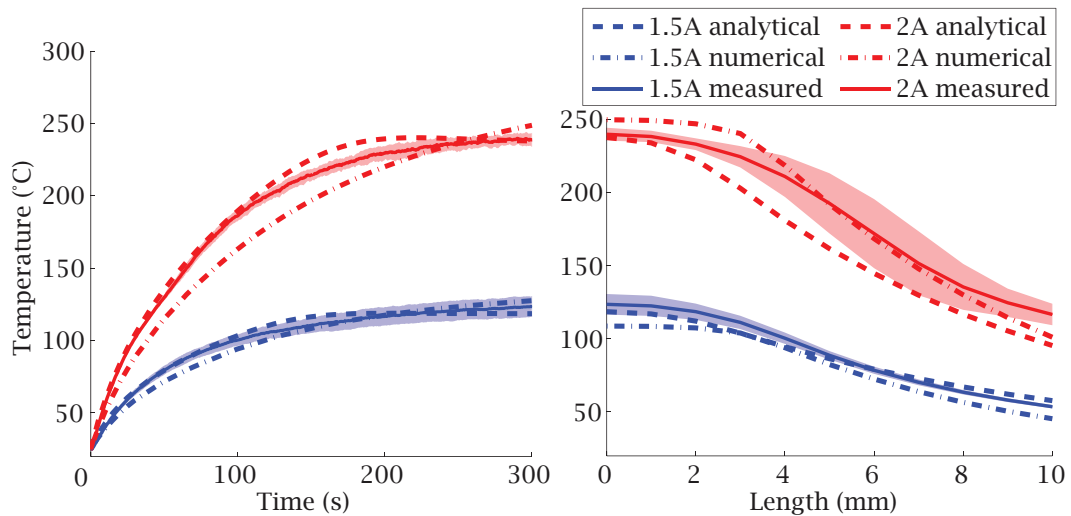 1.5A analytical
2A analytical
1.5A numerical
2A numerical
1.5A measured
2A measured
Temperature (°C)
300
250
200
150
100
50
0
100
200
300
Time (s)
250
200
150
100
50
0
2
4
6
8
10
Length (mm)